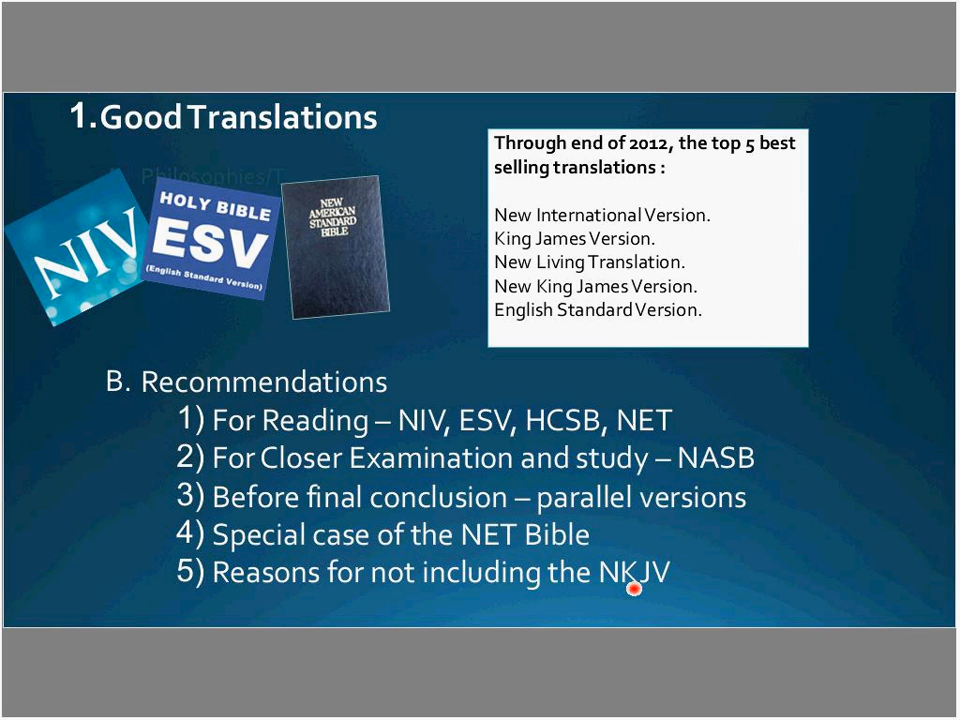 1.Good Translations
Philosophies/T
NIV
HOLY BIBLE
ESV
(English Standard Version)
NEW
AMERICAN
STANDARD
BIBLE
Through end of 2012, the top 5 best
selling translations :
New International Version.
King James Version.
New Living Translation.
New King James Version.
English Standard Version.
B. Recommendations
1) For Reading – NIV, ESV, HCSB, NET
2) For Closer Examination and study – NASB
3) Before final conclusion – parallel versions
4) Special case of the NET Bible
5) Reasons for not including the NKJV